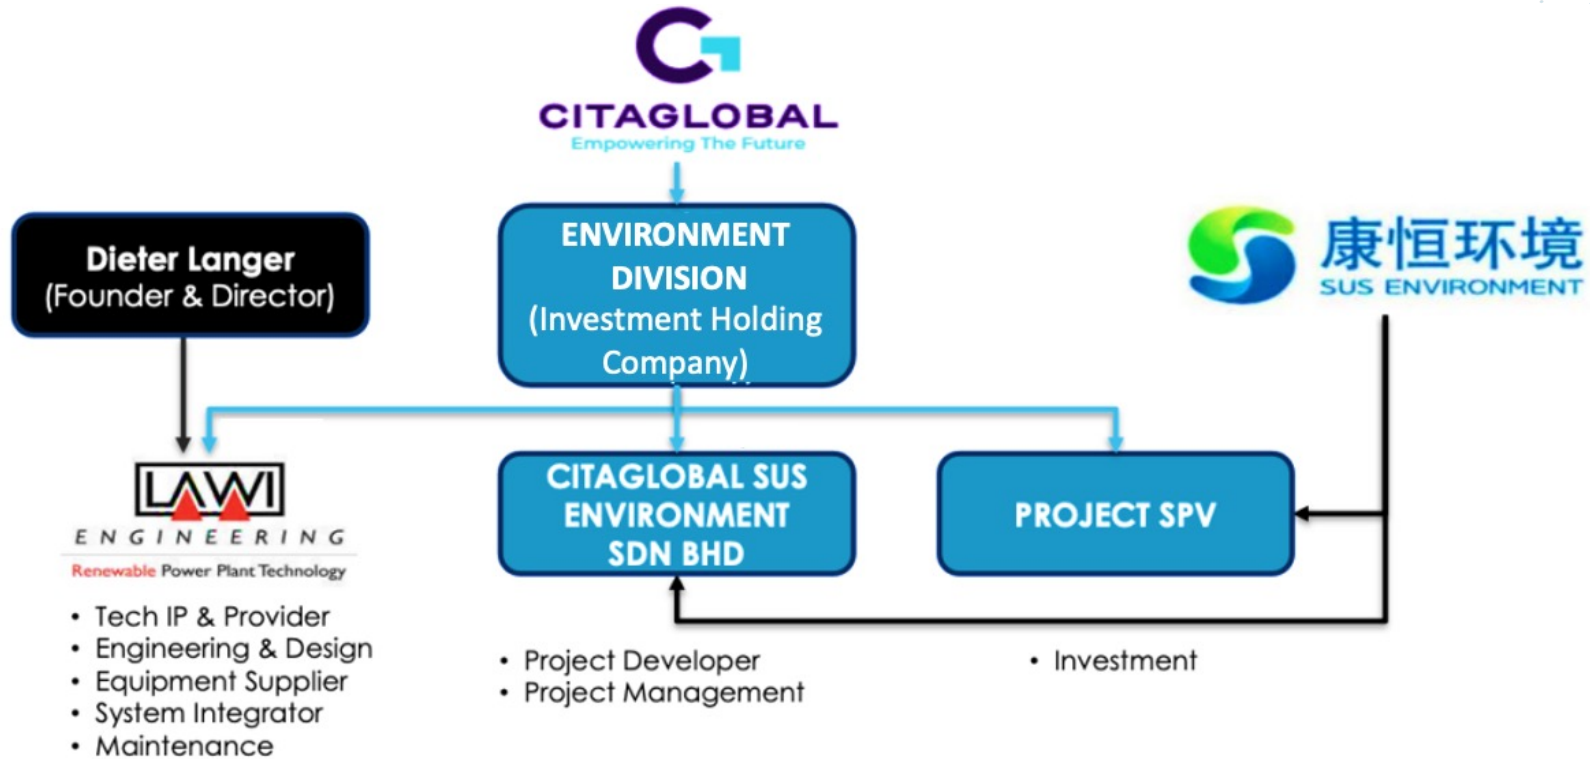 CITAGLOBAL
Empowering The Future
Dieter Langer
(Founder & Director)
ENVIRONMENT
DIVISION
(Investment Holding
Company)
康恒环境
SUS ENVIRONMENT
LAWI
ENGINEERING
Renewable Power Plant Technology
• Tech IP & Provider
• Engineering & Design
• Equipment Supplier
• System Integrator
• Maintenance
CITAGLOBAL SUS
ENVIRONMENT
SDN BHD
• Project Developer
• Project Management
PROJECT SPV
• Investment